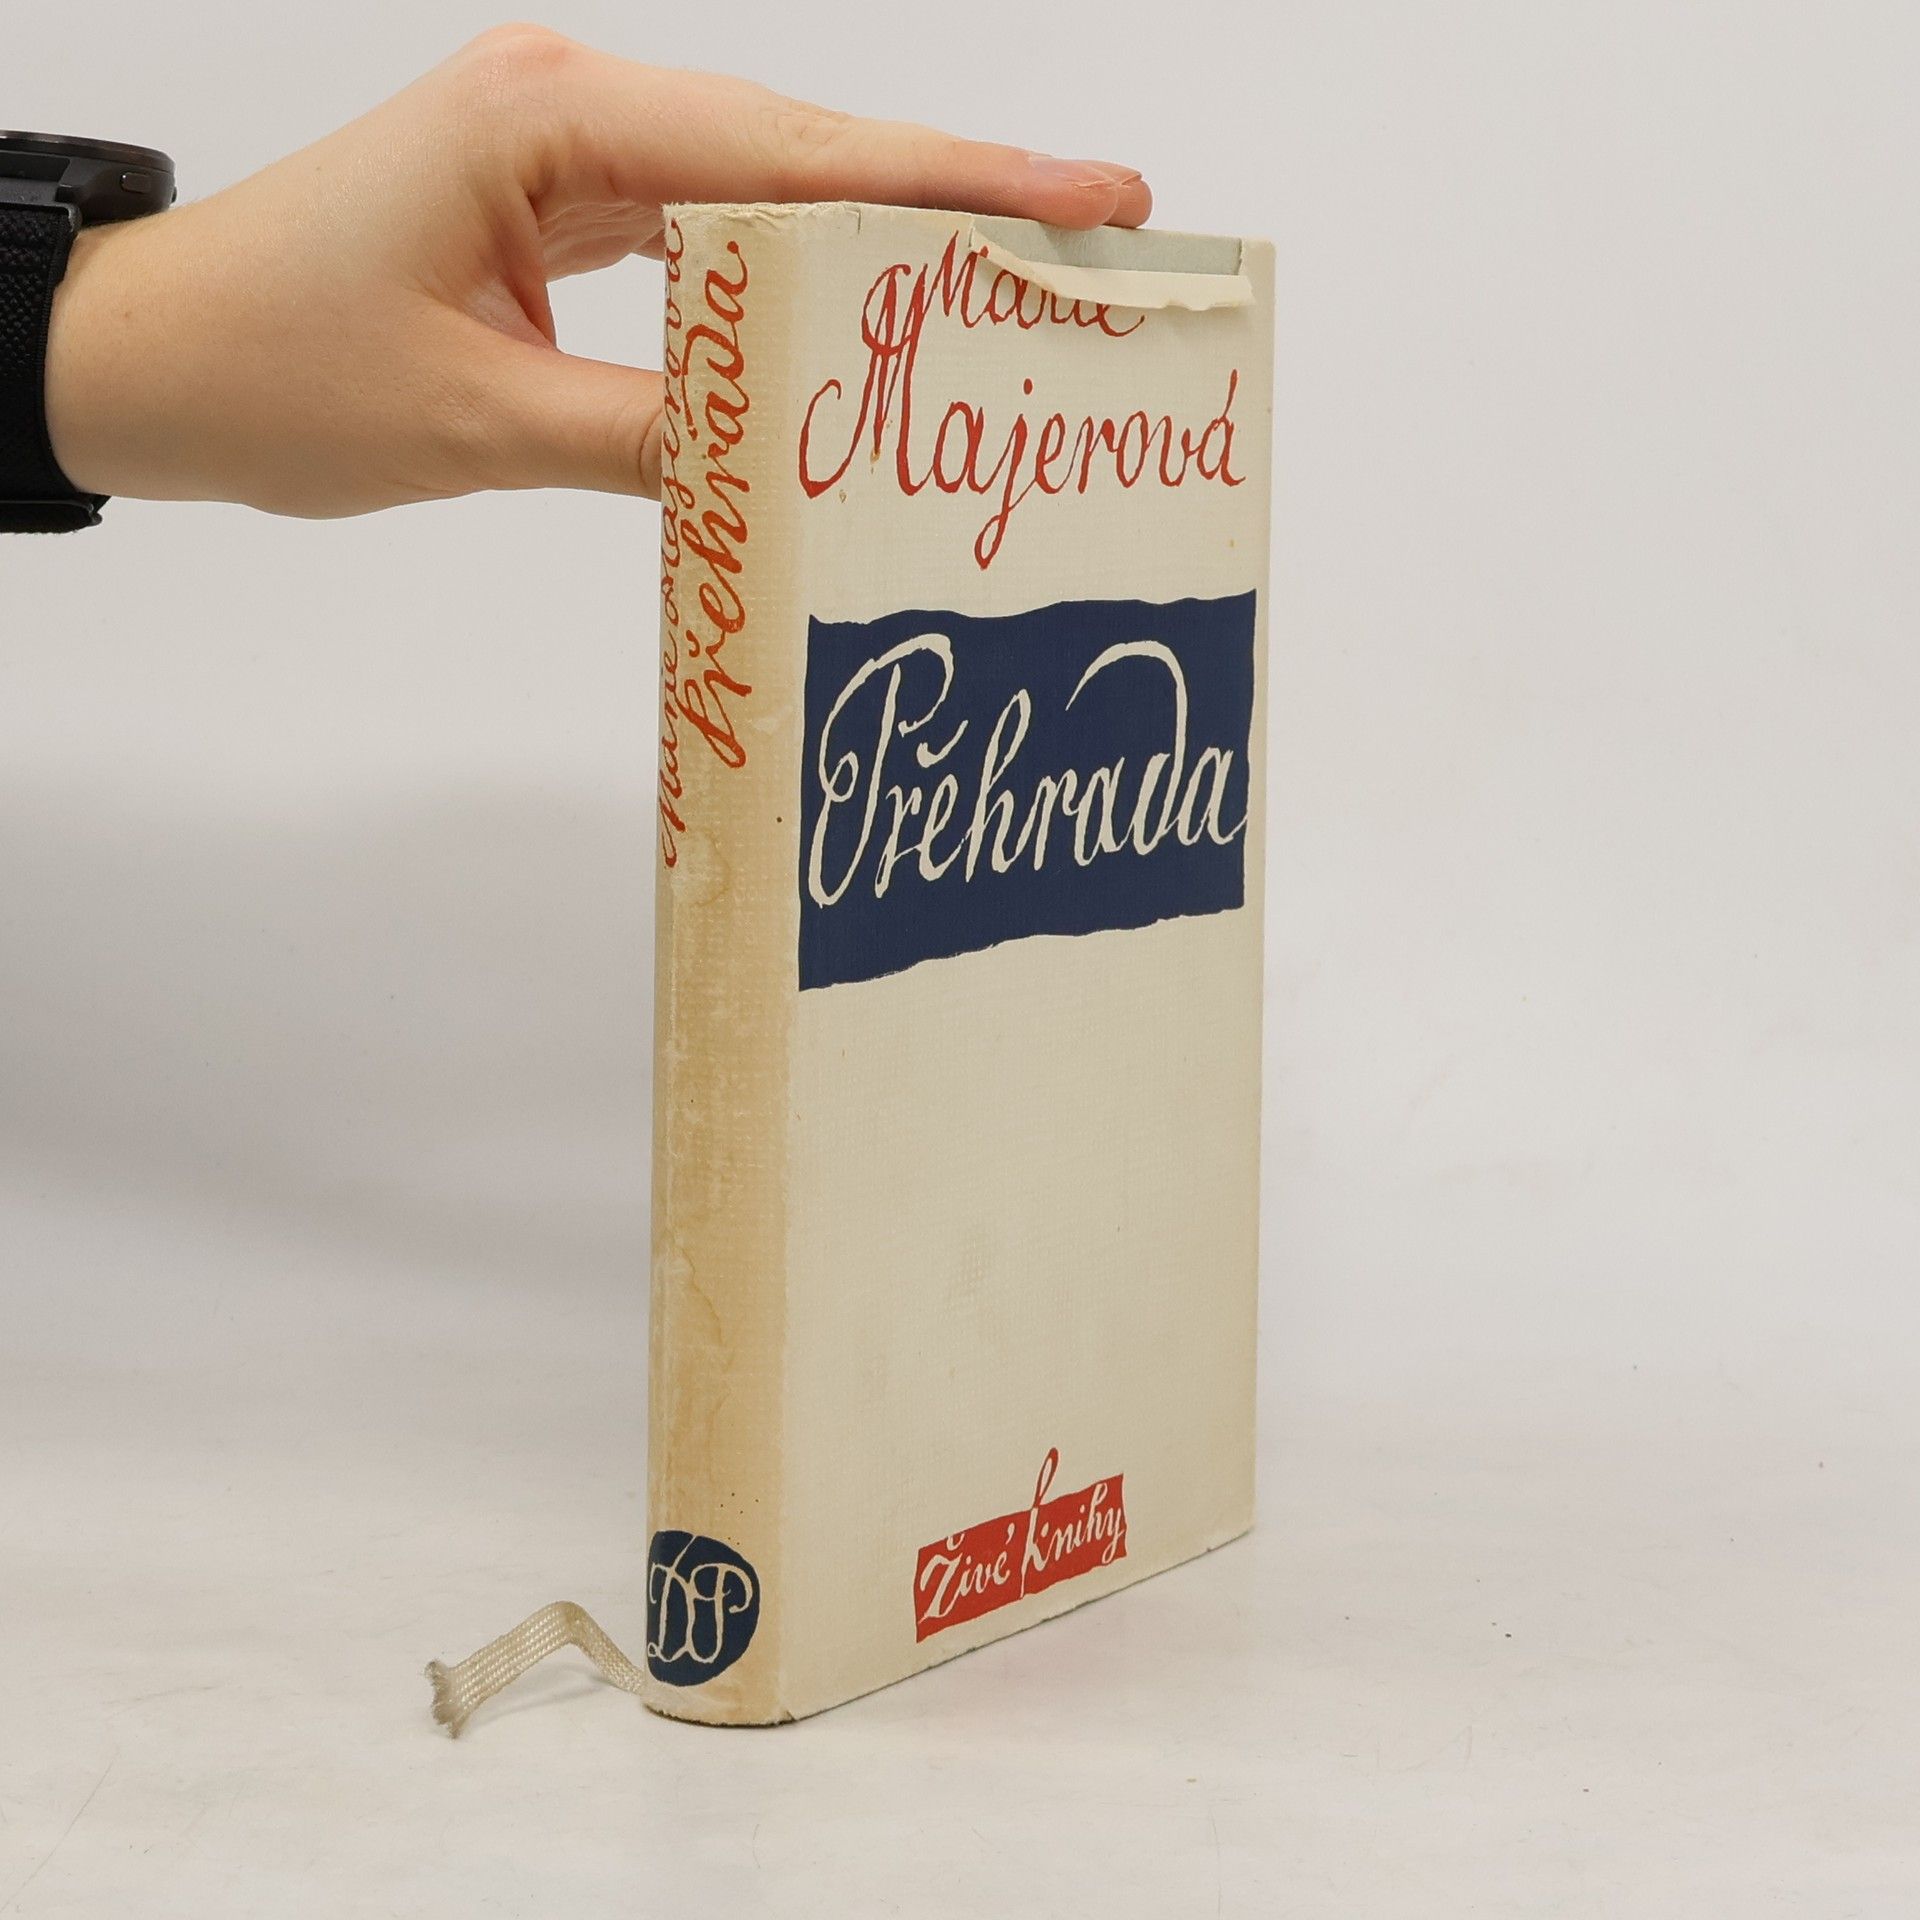 Marie Majerová
Přehrada
DP
Marie
Majerová
Přehrada
Živé knihy